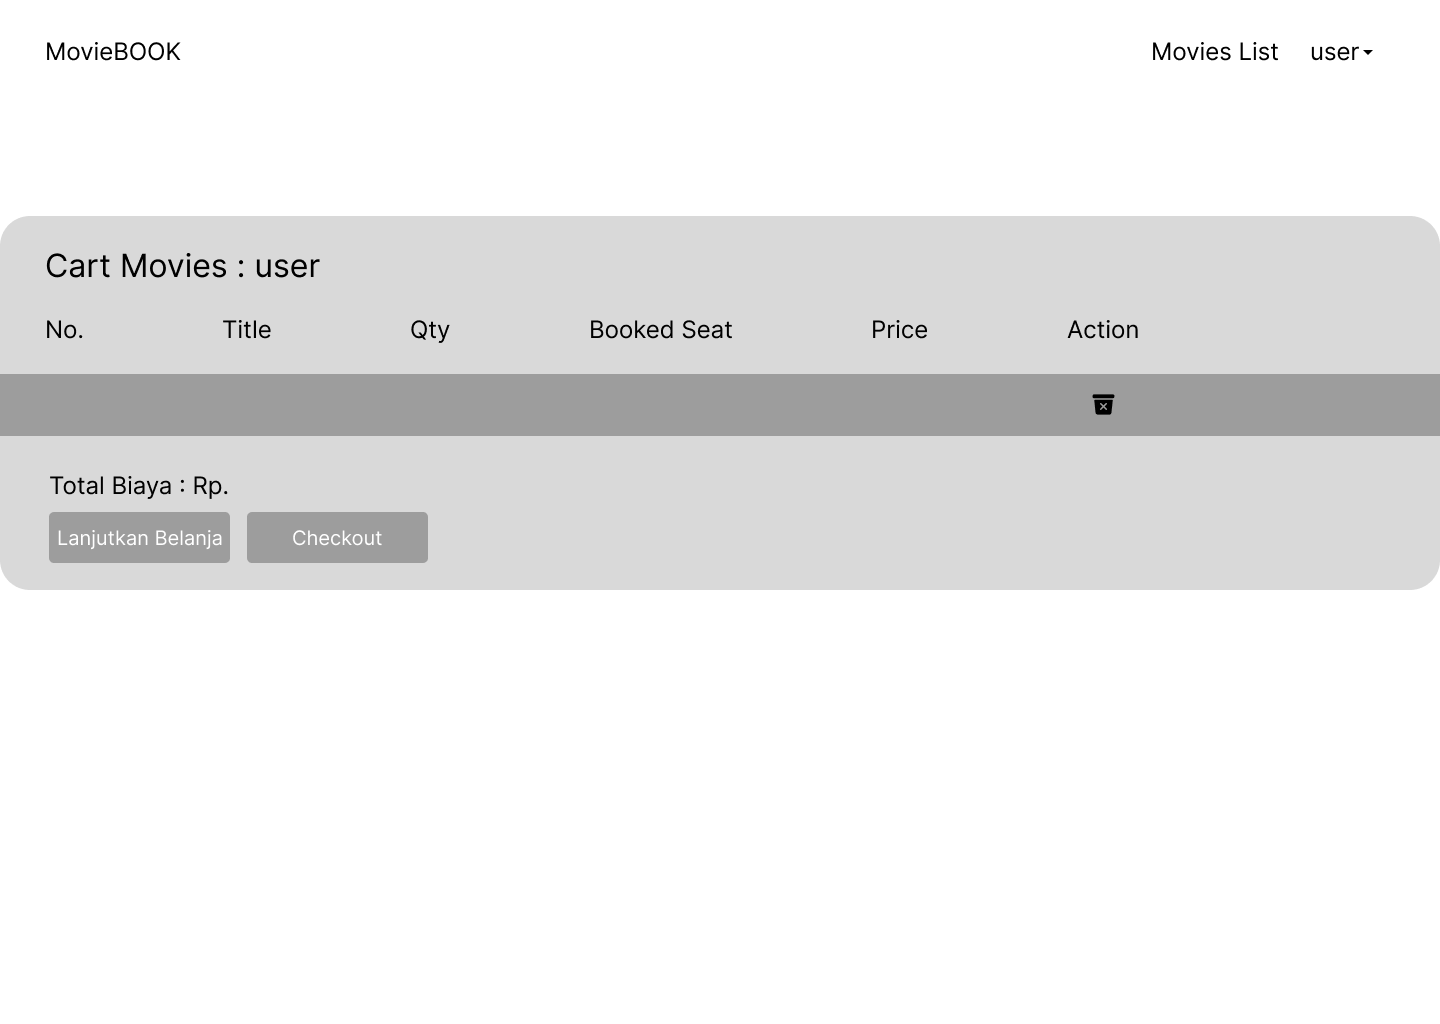 MovieBOOK Movies List user
Cart Movies : user
No. Title Qty Booked Seat Price Action
Total Biaya : Rp.
Lanjutkan Belanja Checkout